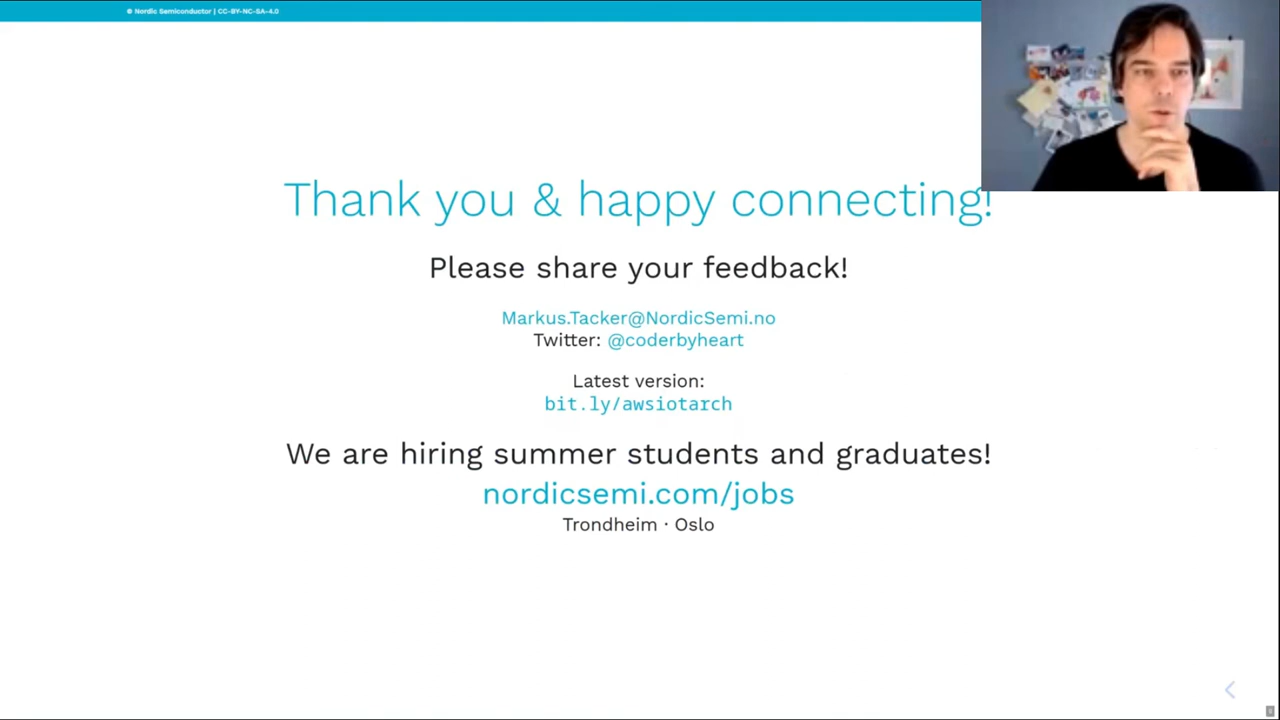 © Nordic Semiconductor | CC-BY-NC-SA-4.0
Thank you & happy connecting!
Please share your feedback!
Markus.Tacker@NordicSemi.no
Twitter: @coderbyheart
Latest version:
bit.ly/awsiotarch
We are hiring summer students and graduates!
nordicsemi.com/jobs
Trondheim · Oslo